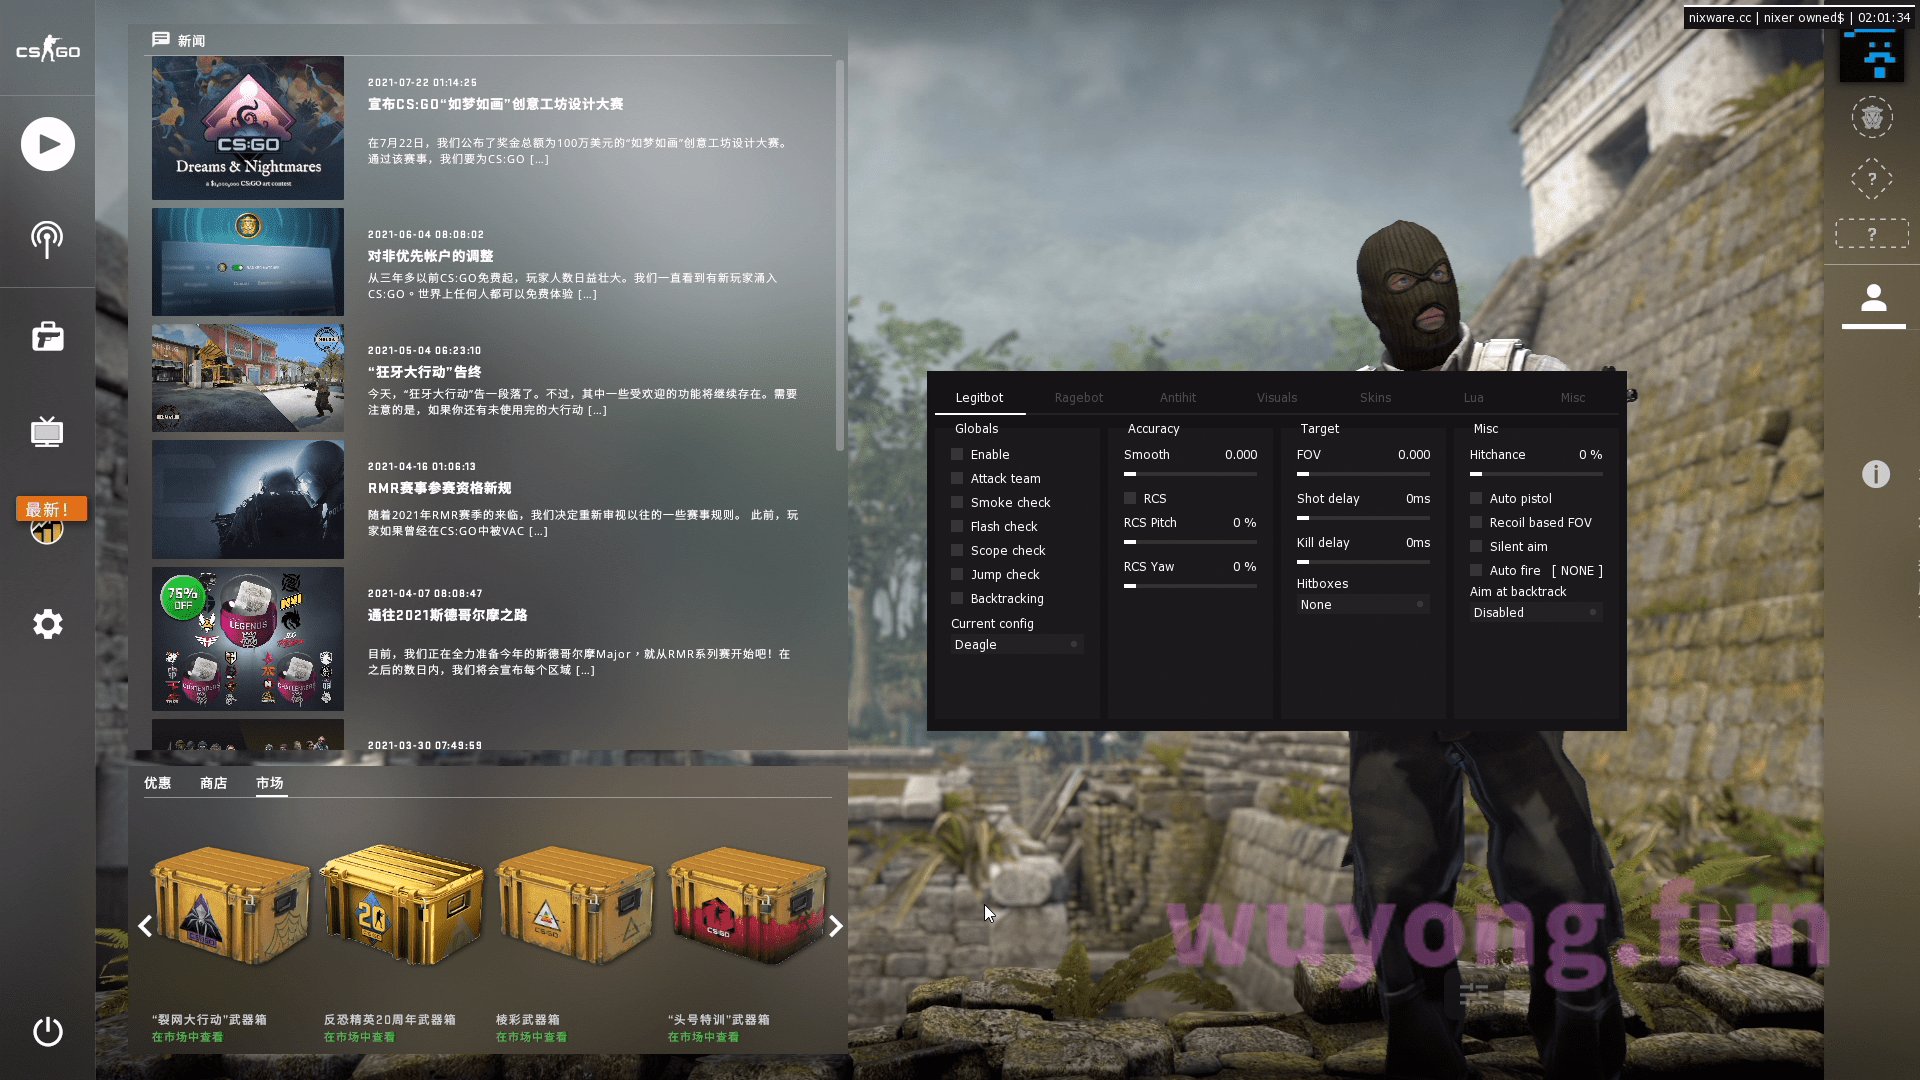 nixware.cc | nixer owned$ | 02:01:34
CS GO
新闻
2021-07-22 01:14:25
宣布CS:GO“如梦如画”创意工坊设计大赛
在7月22日，我们公布了奖金总额为100万美元的“如梦如画”创意工坊设计大赛。
通过该赛事，我们要为CS:GO [...]
CS:GO
Dreams & Nightmares
a $1,000,000 CS:GO art contest
2021-06-04 08:08:02
对非优先帐户的调整
从三年多以前CS:GO免费起，玩家人数日益壮大。我们一直看到有新玩家涌入
CS:GO。世界上任何人都可以免费体验 [...]
2021-05-04 06:23:10
“狂牙大行动”告终
今天，“狂牙大行动”告一段落了。不过，其中一些受欢迎的功能将继续存在。需要
注意的是，如果你还有未使用完的大行动 [...]
2021-04-16 01:06:13
RMR赛事参赛资格新规
随着2021年RMR赛季的来临，我们决定重新审视以往的一些赛事规则。 此前，玩
家如果曾经在CS:GO中被VAC [...]
最新！
75%
OFF
LEGENDS
CONTENDERS
CHALLENGERS
2021-04-07 08:08:47
通往2021斯德哥尔摩之路
目前，我们正在全力准备今年的斯德哥尔摩Major，就从RMR系列赛开始吧！在
之后的数日内，我们将会宣布每个区域 [...]
2021-03-30 07:49:59
优惠 商店 市场
20
CS:GO
CS:GO
“裂网大行动”武器箱
在市场中查看
反恐精英20周年武器箱
在市场中查看
棱彩武器箱
在市场中查看
“头号特训”武器箱
在市场中查看
Legitbot Ragebot Antihit Visuals Skins Lua Misc
Globals
Enable
Attack team
Smoke check
Flash check
Scope check
Jump check
Backtracking
Current config
Deagle
Accuracy
Smooth 0.000
RCS
RCS Pitch 0 %
RCS Yaw 0 %
Target
FOV 0.000
Shot delay 0ms
Kill delay 0ms
Hitboxes
None
Misc
Hitchance 0 %
Auto pistol
Recoil based FOV
Silent aim
Auto fire [ NONE ]
Aim at backtrack
Disabled
?
?
wuyong.fun